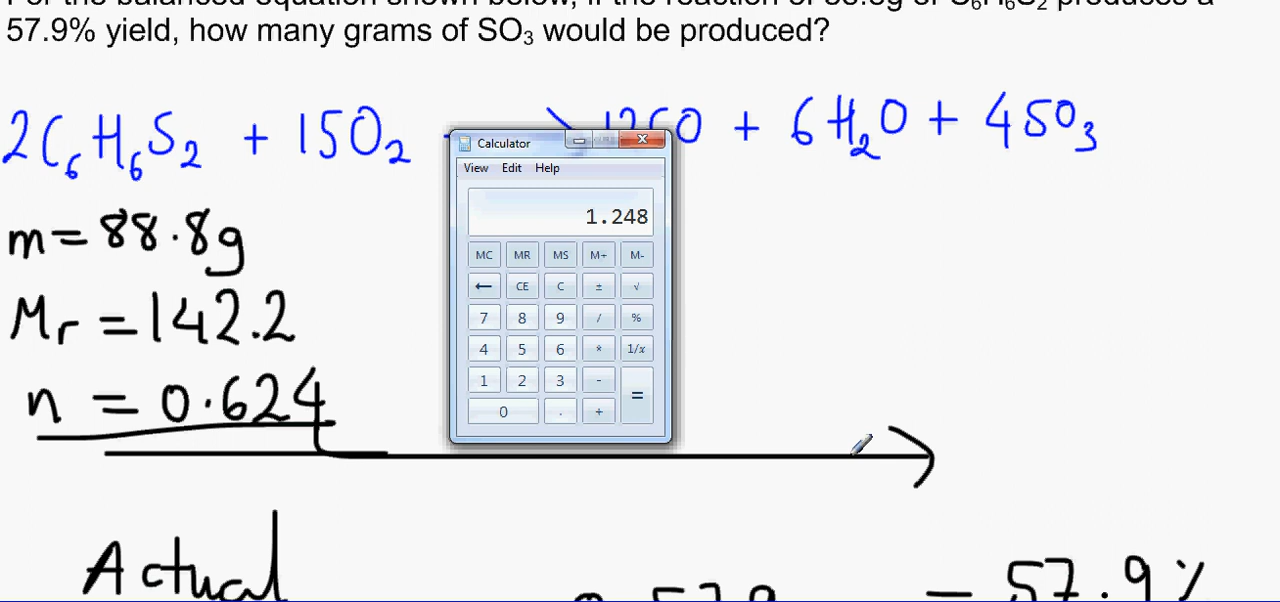 57.9% yield, how many grams of SO₃ would be produced?
2C₆H₆S₂ + 15O₂ → 12CO + 6H₂O + 4SO₃
Calculator
View Edit Help
1.248
MC MR MS M+ M-
← CE C ± √
7 8 9 / %
4 5 6 * 1/x
1 2 3 - =
0 . +
m = 88.8g
Mr = 142.2
n = 0.624
Actual
= 57.9%